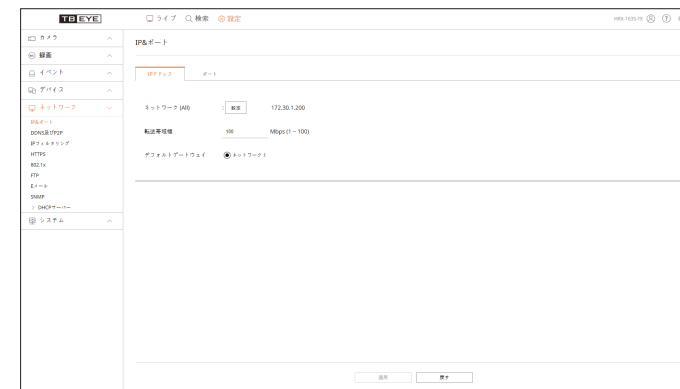 TB EYE
ライブ 検索 設定
HRX-1635-TX
カメラ
録画
イベント
デバイス
ネットワーク
IP&ポート
DDNS及びP2P
IPフィルタリング
HTTPS
802.1x
FTP
Eメール
SNMP
> DHCPサーバー
システム
IP&ポート
IPアドレス ポート
ネットワーク (All) : 設定 172.30.1.200
転送帯域幅 100 Mbps (1 ~ 100)
デフォルトゲートウェイ ネットワーク 1
適用 戻す